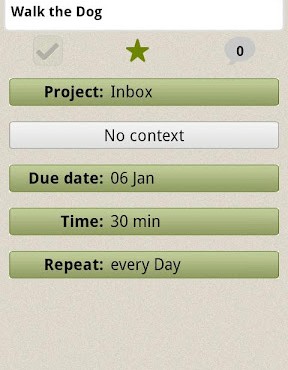 Walk the Dog
0
Project: Inbox
No context
Due date: 06 Jan
Time: 30 min
Repeat: every Day